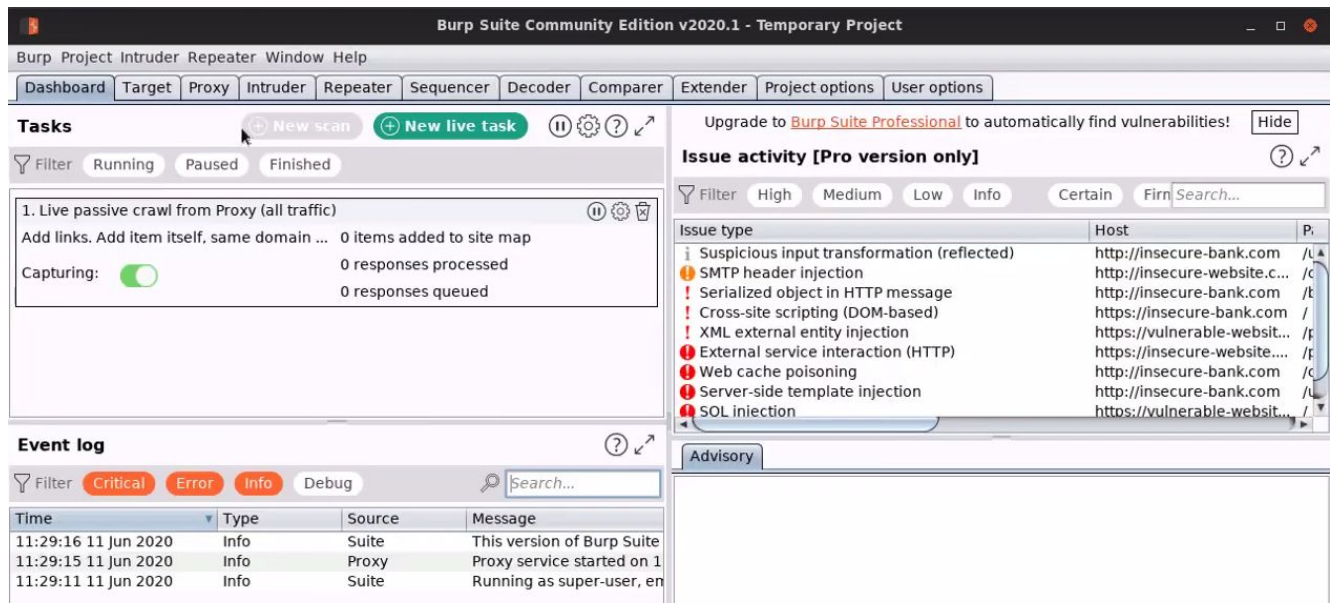 Burp Suite Community Edition v2020.1 - Temporary Project
Burp Project Intruder Repeater Window Help
Dashboard Target Proxy Intruder Repeater Sequencer Decoder Comparer Extender Project options User options
Tasks
New scan
New live task
Filter Running Paused Finished
1. Live passive crawl from Proxy (all traffic)
Add links. Add item itself, same domain ... 0 items added to site map
Capturing: 0 responses processed
0 responses queued
Event log
Filter Critical Error Info Debug Search...
Time Type Source Message
11:29:16 11 Jun 2020 Info Suite This version of Burp Suite
11:29:15 11 Jun 2020 Info Proxy Proxy service started on 1
11:29:11 11 Jun 2020 Info Suite Running as super-user, en
Upgrade to Burp Suite Professional to automatically find vulnerabilities! Hide
Issue activity [Pro version only]
Filter High Medium Low Info Certain Firn Search...
Issue type Host
Suspicious input transformation (reflected) http://insecure-bank.com
SMTP header injection http://insecure-website.c...
Serialized object in HTTP message http://insecure-bank.com
Cross-site scripting (DOM-based) https://insecure-bank.com /
XML external entity injection https://vulnerable-websit...
External service interaction (HTTP) https://insecure-website....
Web cache poisoning http://insecure-bank.com
Server-side template injection http://insecure-bank.com
SQL injection https://vulnerable-websit... /
Advisory